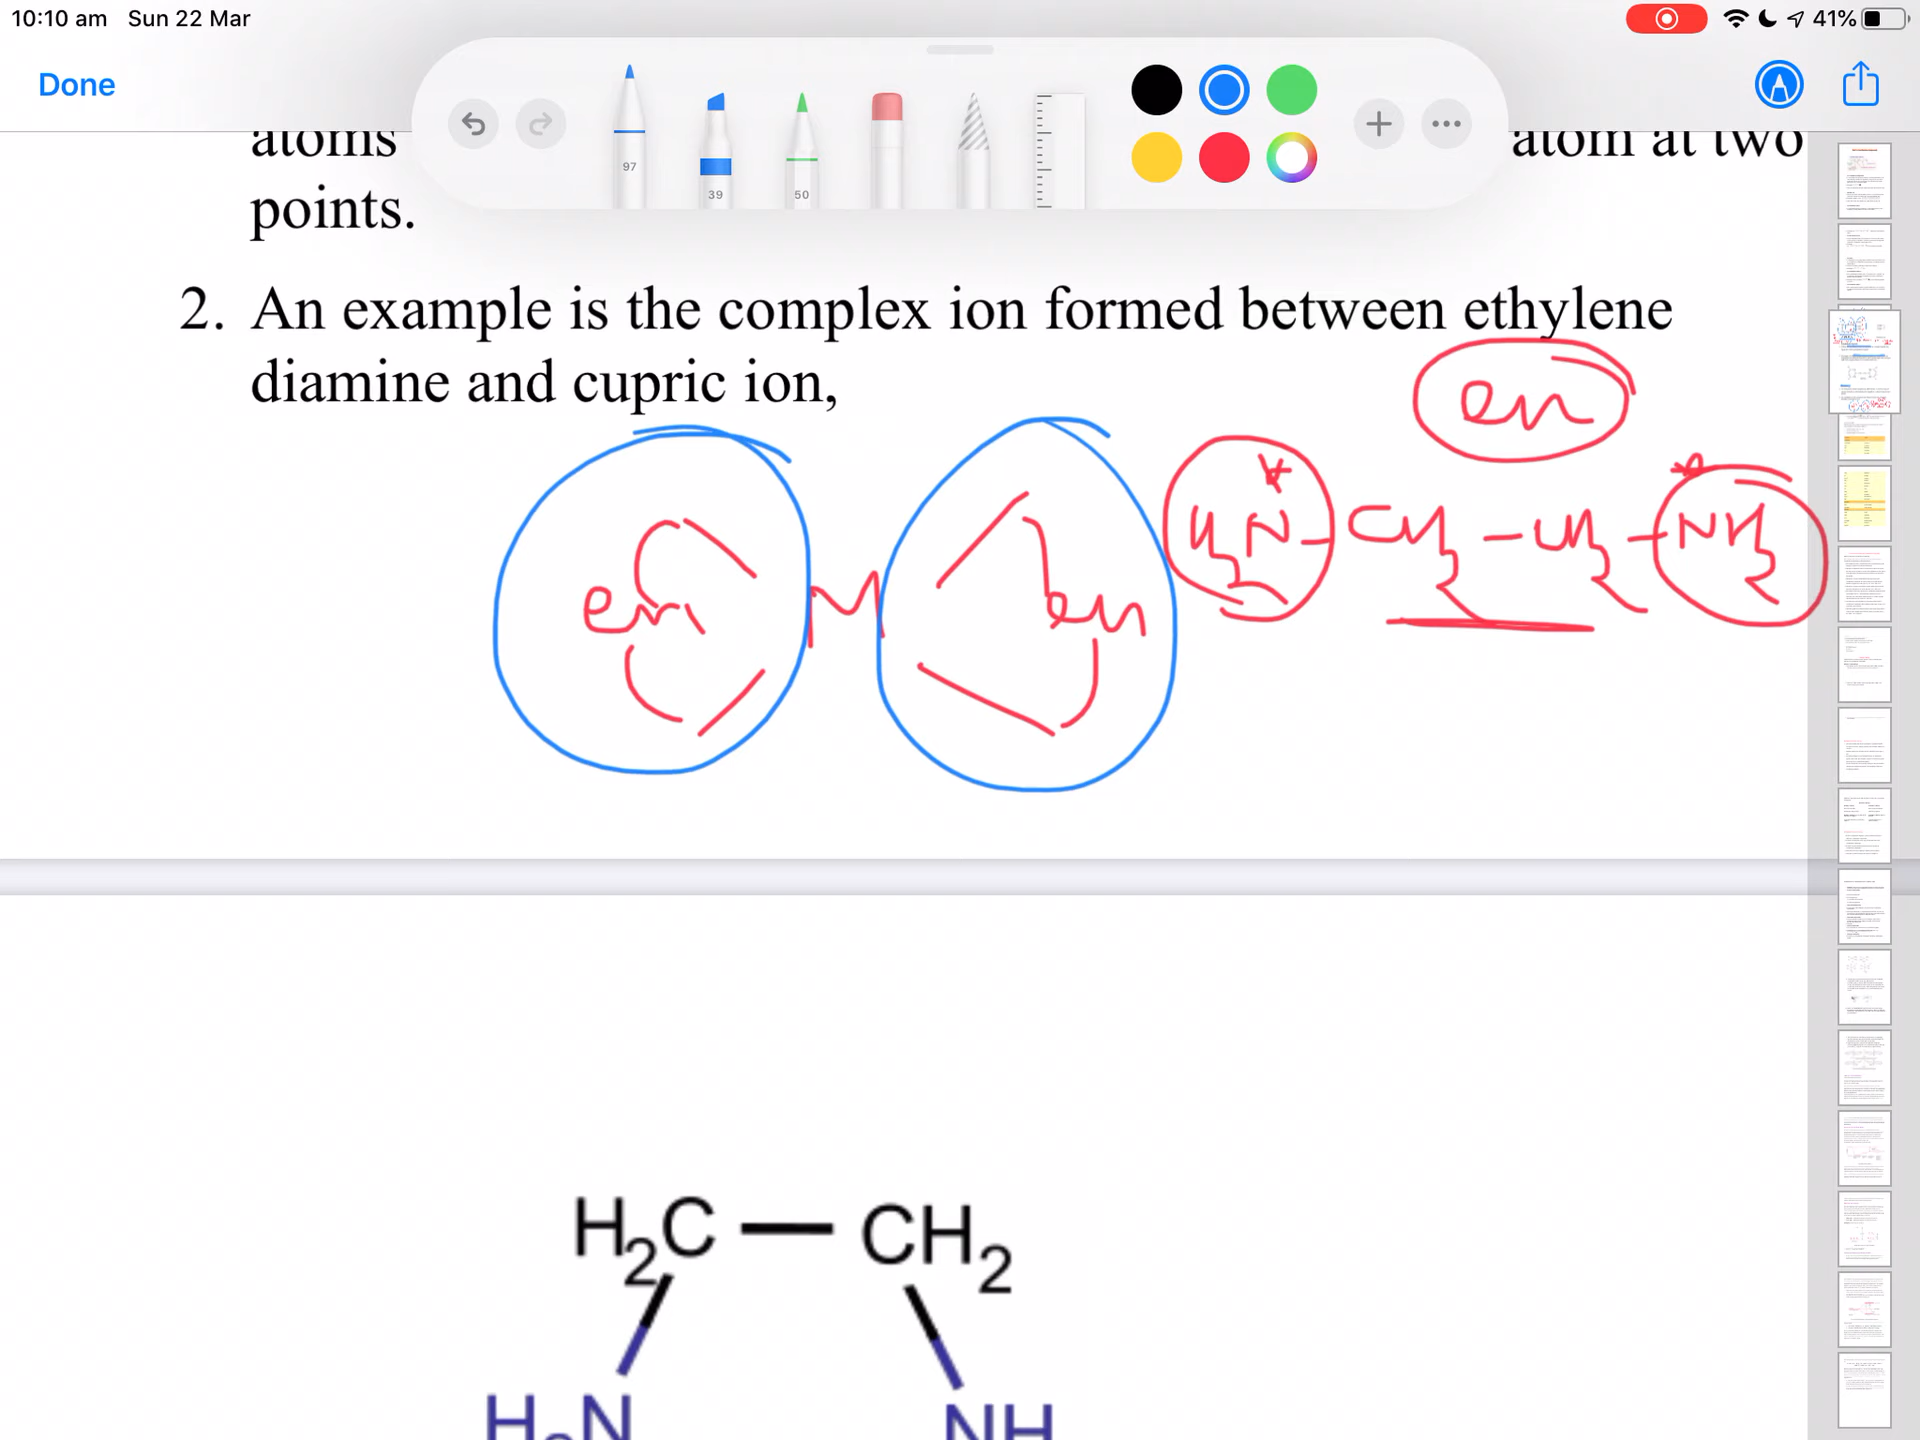 10:10 am Sun 22 Mar
41%
Done
97
39
50
atoms atom at two
points.
2. An example is the complex ion formed between ethylene
diamine and cupric ion,
en
H₂N-CH₂-CH₂-NH₂
en M en
H₂C — CH₂
H₂N NH